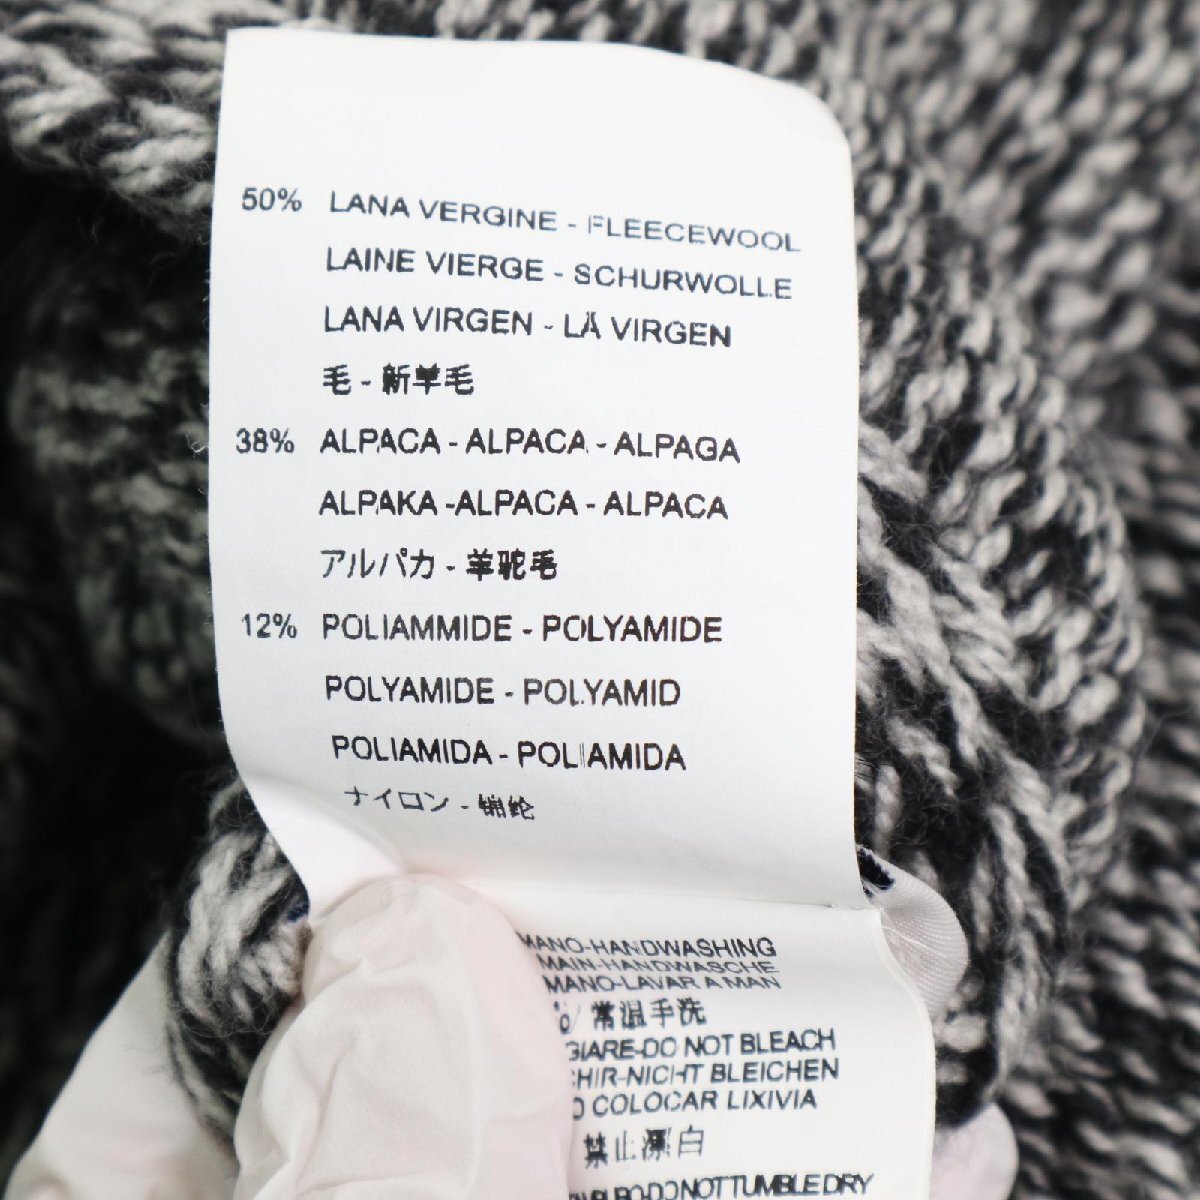 50% LANA VERGINE - FLEECEWOOL
LAINE VIERGE - SCHURWOLLE
LANA VIRGEN - LÀ VIRGEN
毛 - 新羊毛
38% ALPACA - ALPACA - ALPAGA
ALPAKA -ALPACA - ALPACA
アルパカ - 羊驼毛
12% POLIAMMIDE - POLYAMIDE
POLYAMIDE - POLYAMID
POLIAMIDA - POLIAMIDA
ナイロン - 锦纶
MANO-HANDWASHING
MAIN-HANDWASCHE
MANO-LAVAR A MAN
常温手洗
GIARE-DO NOT BLEACH
CHIR-NICHT BLEICHEN
O COLOCAR LIXIVIA
禁止漂白
DO NOT TUMBLE DRY